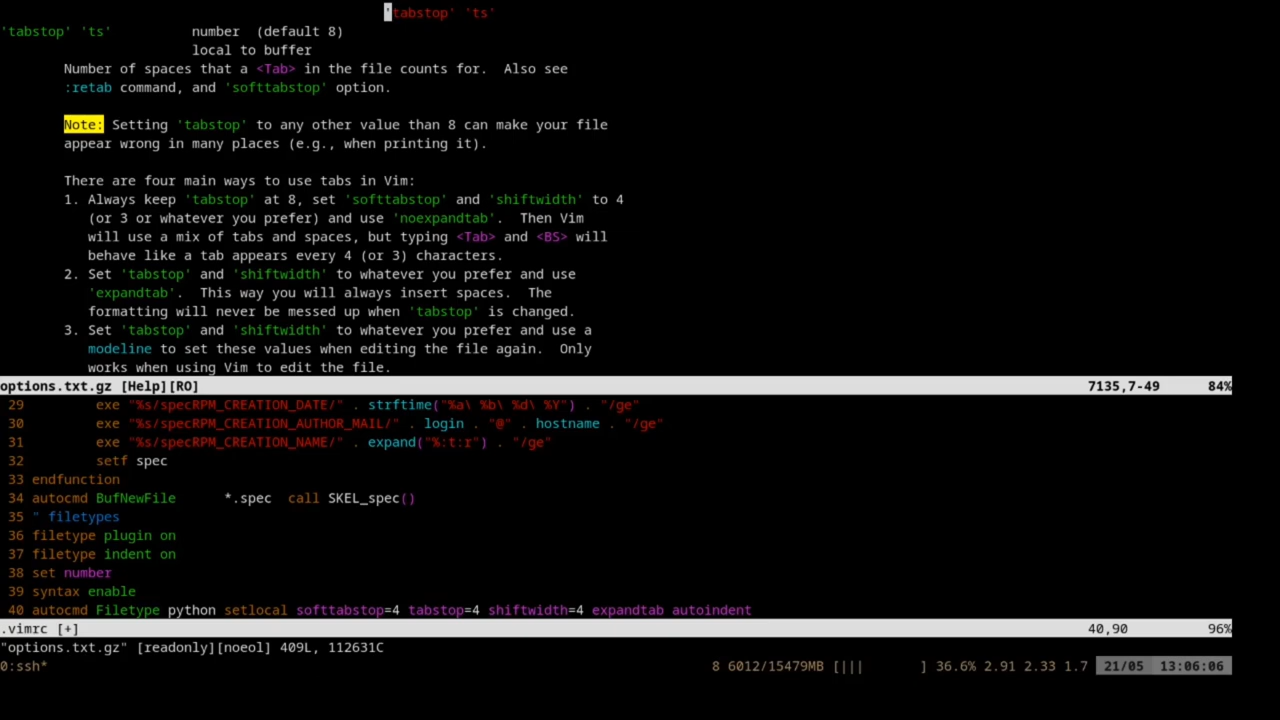 'tabstop' 'ts'
'tabstop' 'ts' number (default 8)
local to buffer
Number of spaces that a <Tab> in the file counts for. Also see
:retab command, and 'softtabstop' option.
Note: Setting 'tabstop' to any other value than 8 can make your file
appear wrong in many places (e.g., when printing it).
There are four main ways to use tabs in Vim:
1. Always keep 'tabstop' at 8, set 'softtabstop' and 'shiftwidth' to 4
(or 3 or whatever you prefer) and use 'noexpandtab'. Then Vim
will use a mix of tabs and spaces, but typing <Tab> and <BS> will
behave like a tab appears every 4 (or 3) characters.
2. Set 'tabstop' and 'shiftwidth' to whatever you prefer and use
'expandtab'. This way you will always insert spaces. The
formatting will never be messed up when 'tabstop' is changed.
3. Set 'tabstop' and 'shiftwidth' to whatever you prefer and use a
modeline to set these values when editing the file again. Only
works when using Vim to edit the file.
options.txt.gz [Help][RO] 7135,7-49 84%
29 exe "%s/specRPM_CREATION_DATE/" . strftime("%a\ %b\ %d\ %Y") . "/ge"
30 exe "%s/specRPM_CREATION_AUTHOR_MAIL/" . login . "@" . hostname . "/ge"
31 exe "%s/specRPM_CREATION_NAME/" . expand("%:t:r") . "/ge"
32 setf spec
33 endfunction
34 autocmd BufNewFile *.spec call SKEL_spec()
35 " filetypes
36 filetype plugin on
37 filetype indent on
38 set number
39 syntax enable
40 autocmd Filetype python setlocal softtabstop=4 tabstop=4 shiftwidth=4 expandtab autoindent
.vimrc [+] 40,90 96%
"options.txt.gz" [readonly][noeol] 409L, 112631C
0:ssh* 8 6012/15479MB [||| ] 36.6% 2.91 2.33 1.7 21/05 13:06:06